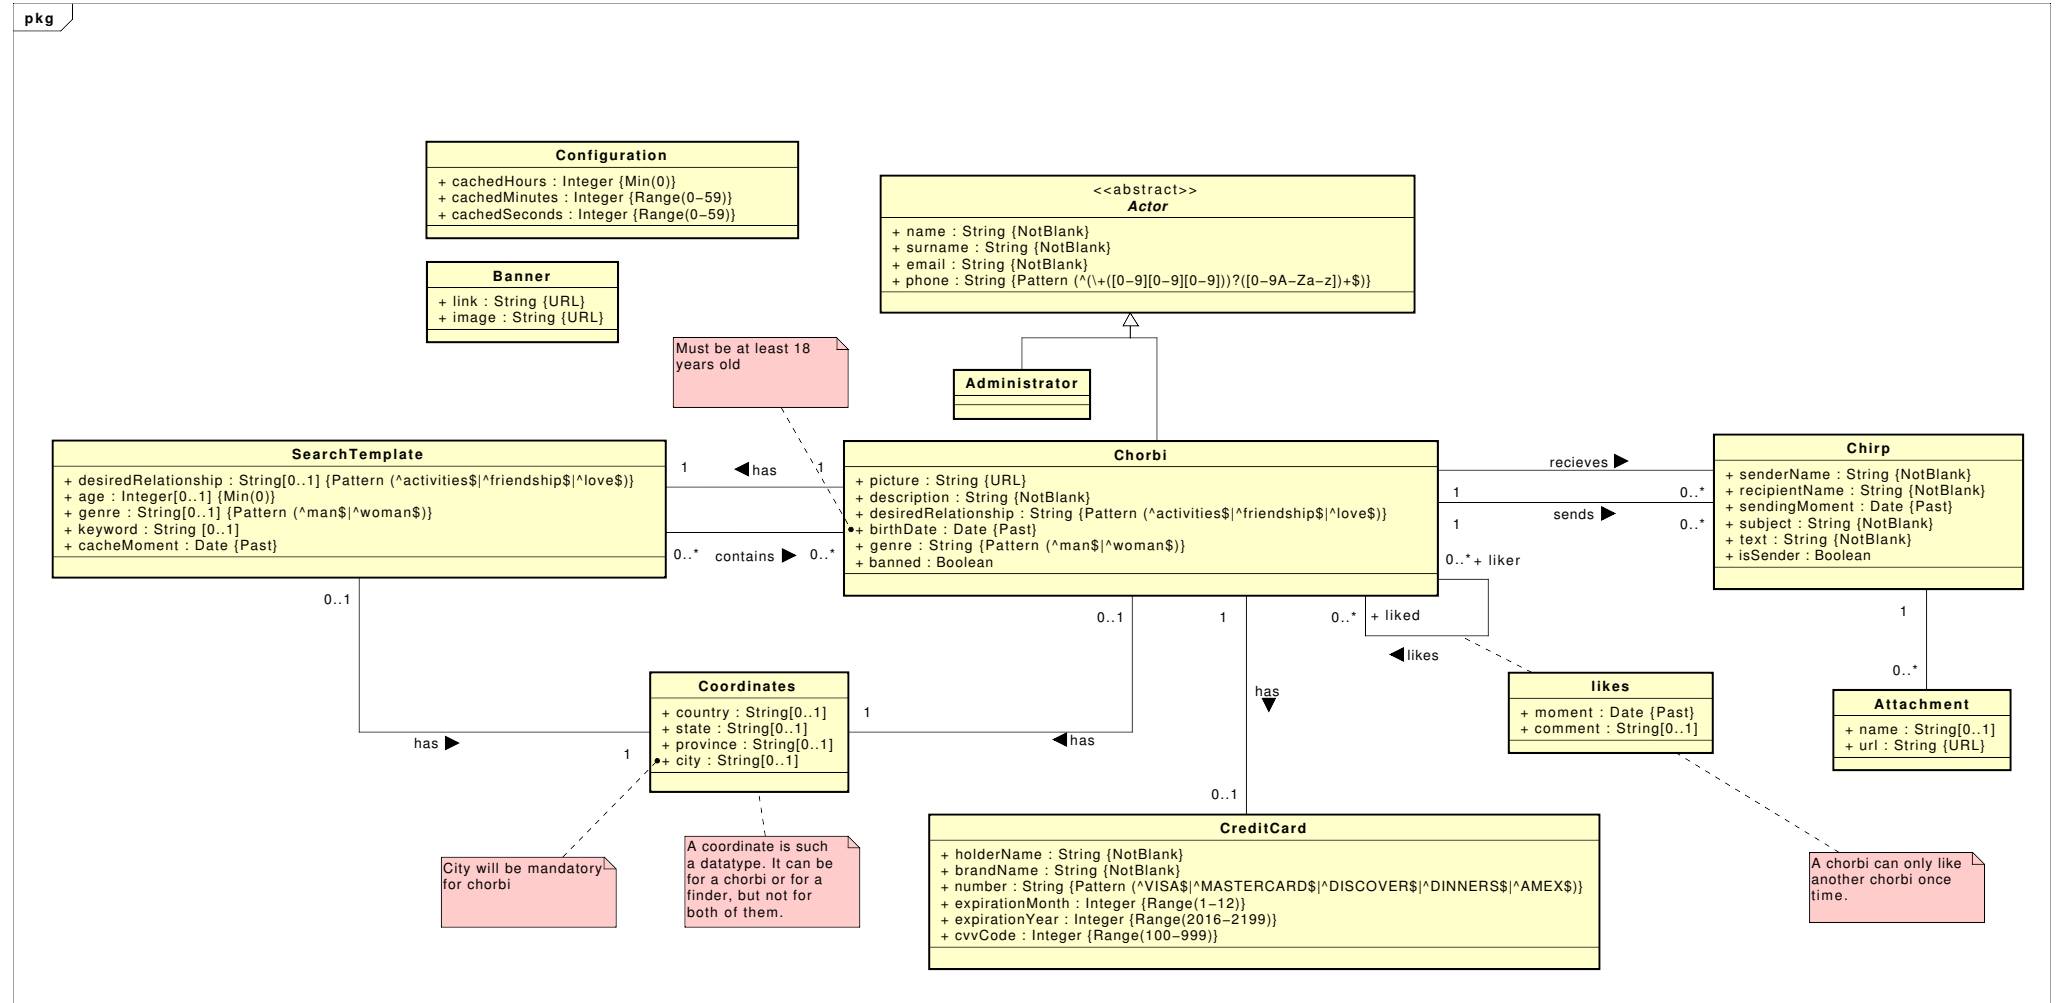 pkg
Configuration
+ cachedHours : Integer {Min(0)}
+ cachedMinutes : Integer {Range(0−59)}
+ cachedSeconds : Integer {Range(0−59)}
Banner
+ link : String {URL}
+ image : String {URL}
<<abstract>>
Actor
+ name : String {NotBlank}
+ surname : String {NotBlank}
+ email : String {NotBlank}
+ phone : String {Pattern (^(\+([0−9][0−9][0−9]))?([0−9A−Za−z])+$)}
Must be at least 18
years old
Administrator
SearchTemplate
+ desiredRelationship : String[0..1] {Pattern (^activities$|^friendship$|^love$)}
+ age : Integer[0..1] {Min(0)}
+ genre : String[0..1] {Pattern (^man$|^woman$)}
+ keyword : String [0..1]
+ cacheMoment : Date {Past}
1
has
1
0..*
contains
0..*
Chorbi
+ picture : String {URL}
+ description : String {NotBlank}
+ desiredRelationship : String {Pattern (^activities$|^friendship$|^love$)}
+ birthDate : Date {Past}
+ genre : String {Pattern (^man$|^woman$)}
+ banned : Boolean
recieves
1
0..*
sends
1
0..*
Chirp
+ senderName : String {NotBlank}
+ recipientName : String {NotBlank}
+ sendingMoment : Date {Past}
+ subject : String {NotBlank}
+ text : String {NotBlank}
+ isSender : Boolean
0..*
+ liker
0..*
+ liked
likes
0..1
has
1
0..1
1
has
1
has
0..1
1
0..*
Coordinates
+ country : String[0..1]
+ state : String[0..1]
+ province : String[0..1]
+ city : String[0..1]
likes
+ moment : Date {Past}
+ comment : String[0..1]
Attachment
+ name : String[0..1]
+ url : String {URL}
City will be mandatory
for chorbi
A coordinate is such
a datatype. It can be
for a chorbi or for a
finder, but not for
both of them.
CreditCard
+ holderName : String {NotBlank}
+ brandName : String {NotBlank}
+ number : String {Pattern (^VISA$|^MASTERCARD$|^DISCOVER$|^DINNERS$|^AMEX$)}
+ expirationMonth : Integer {Range(1−12)}
+ expirationYear : Integer {Range(2016−2199)}
+ cvvCode : Integer {Range(100−999)}
A chorbi can only like
another chorbi once
time.